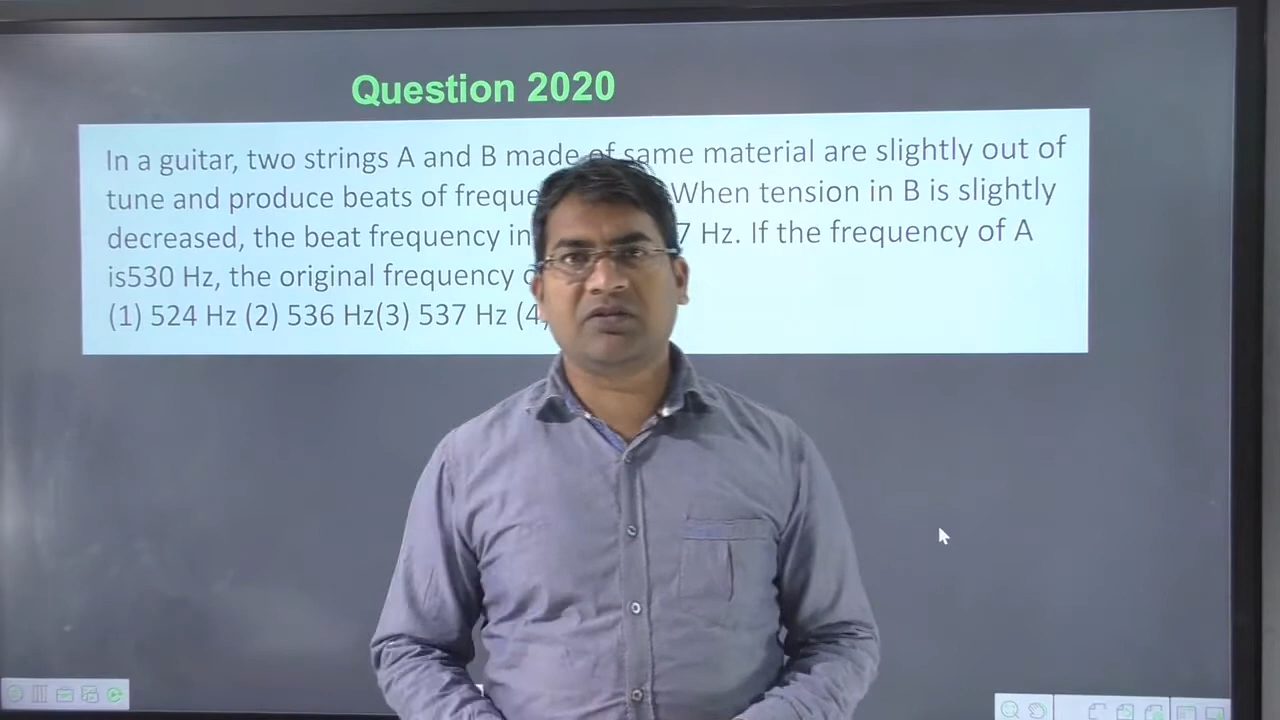 Question 2020
In a guitar, two strings A and B made of same material are slightly out of
tune and produce beats of When tension in B is slightly
decreased, the beat frequency 7 Hz. If the frequency of A
is530 Hz, the original frequency
(1) 524 Hz (2) 536 Hz(3) 537 Hz (4)